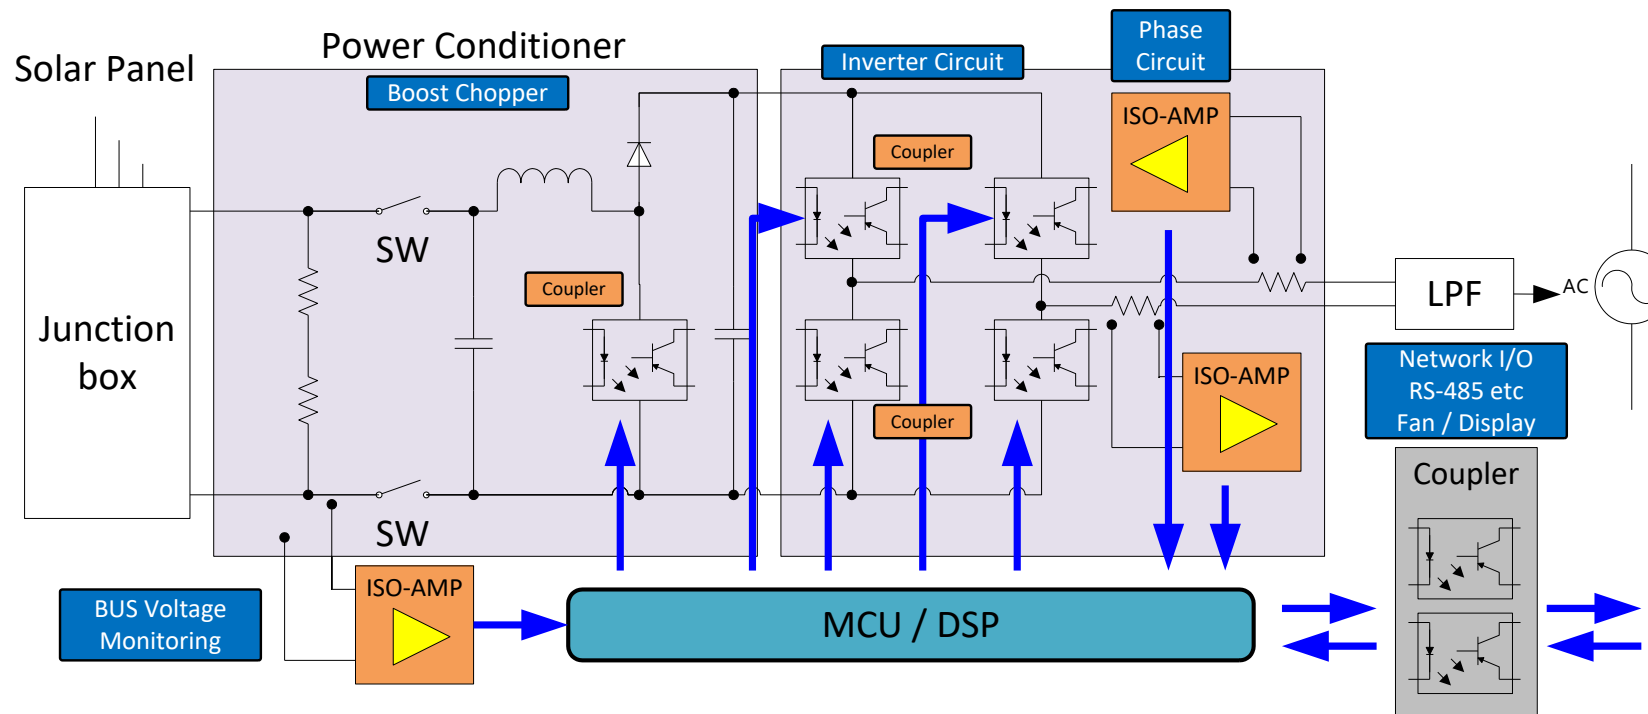 Solar Panel
Power Conditioner
Boost Chopper
Inverter Circuit
Phase
Circuit
ISO-AMP
Coupler
SW
Coupler
Junction
box
LPF
AC
ISO-AMP
Coupler
Network I/O
RS-485 etc
Fan / Display
Coupler
SW
ISO-AMP
BUS Voltage
Monitoring
MCU / DSP